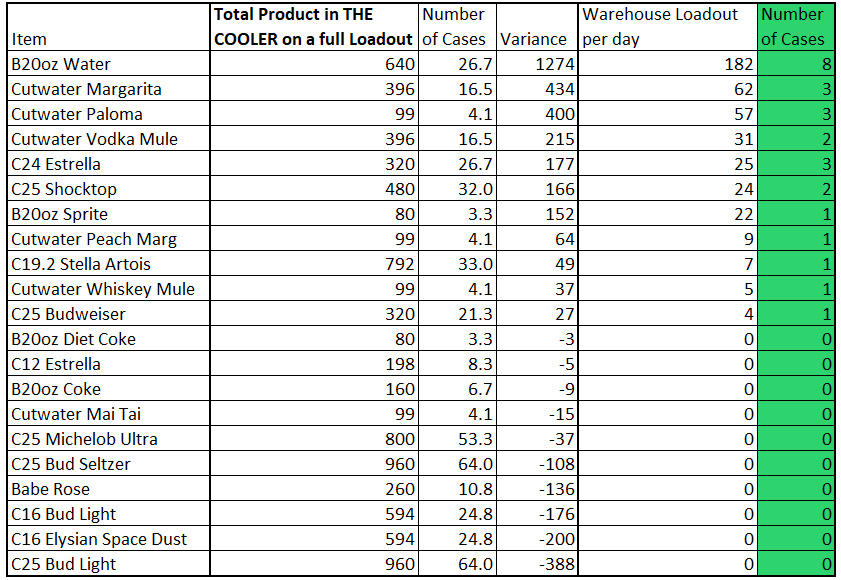 Item | Total Product in THE COOLER on a full Loadout | Number of Cases | Variance | Warehouse Loadout per day | Number of Cases
B20oz Water | 640 | 26.7 | 1274 | 182 | 8
Cutwater Margarita | 396 | 16.5 | 434 | 62 | 3
Cutwater Paloma | 99 | 4.1 | 400 | 57 | 3
Cutwater Vodka Mule | 396 | 16.5 | 215 | 31 | 2
C24 Estrella | 320 | 26.7 | 177 | 25 | 3
C25 Shocktop | 480 | 32.0 | 166 | 24 | 2
B20oz Sprite | 80 | 3.3 | 152 | 22 | 1
Cutwater Peach Marg | 99 | 4.1 | 64 | 9 | 1
C19.2 Stella Artois | 792 | 33.0 | 49 | 7 | 1
Cutwater Whiskey Mule | 99 | 4.1 | 37 | 5 | 1
C25 Budweiser | 320 | 21.3 | 27 | 4 | 1
B20oz Diet Coke | 80 | 3.3 | -3 | 0 | 0
C12 Estrella | 198 | 8.3 | -5 | 0 | 0
B20oz Coke | 160 | 6.7 | -9 | 0 | 0
Cutwater Mai Tai | 99 | 4.1 | -15 | 0 | 0
C25 Michelob Ultra | 800 | 53.3 | -37 | 0 | 0
C25 Bud Seltzer | 960 | 64.0 | -108 | 0 | 0
Babe Rose | 260 | 10.8 | -136 | 0 | 0
C16 Bud Light | 594 | 24.8 | -176 | 0 | 0
C16 Elysian Space Dust | 594 | 24.8 | -200 | 0 | 0
C25 Bud Light | 960 | 64.0 | -388 | 0 | 0